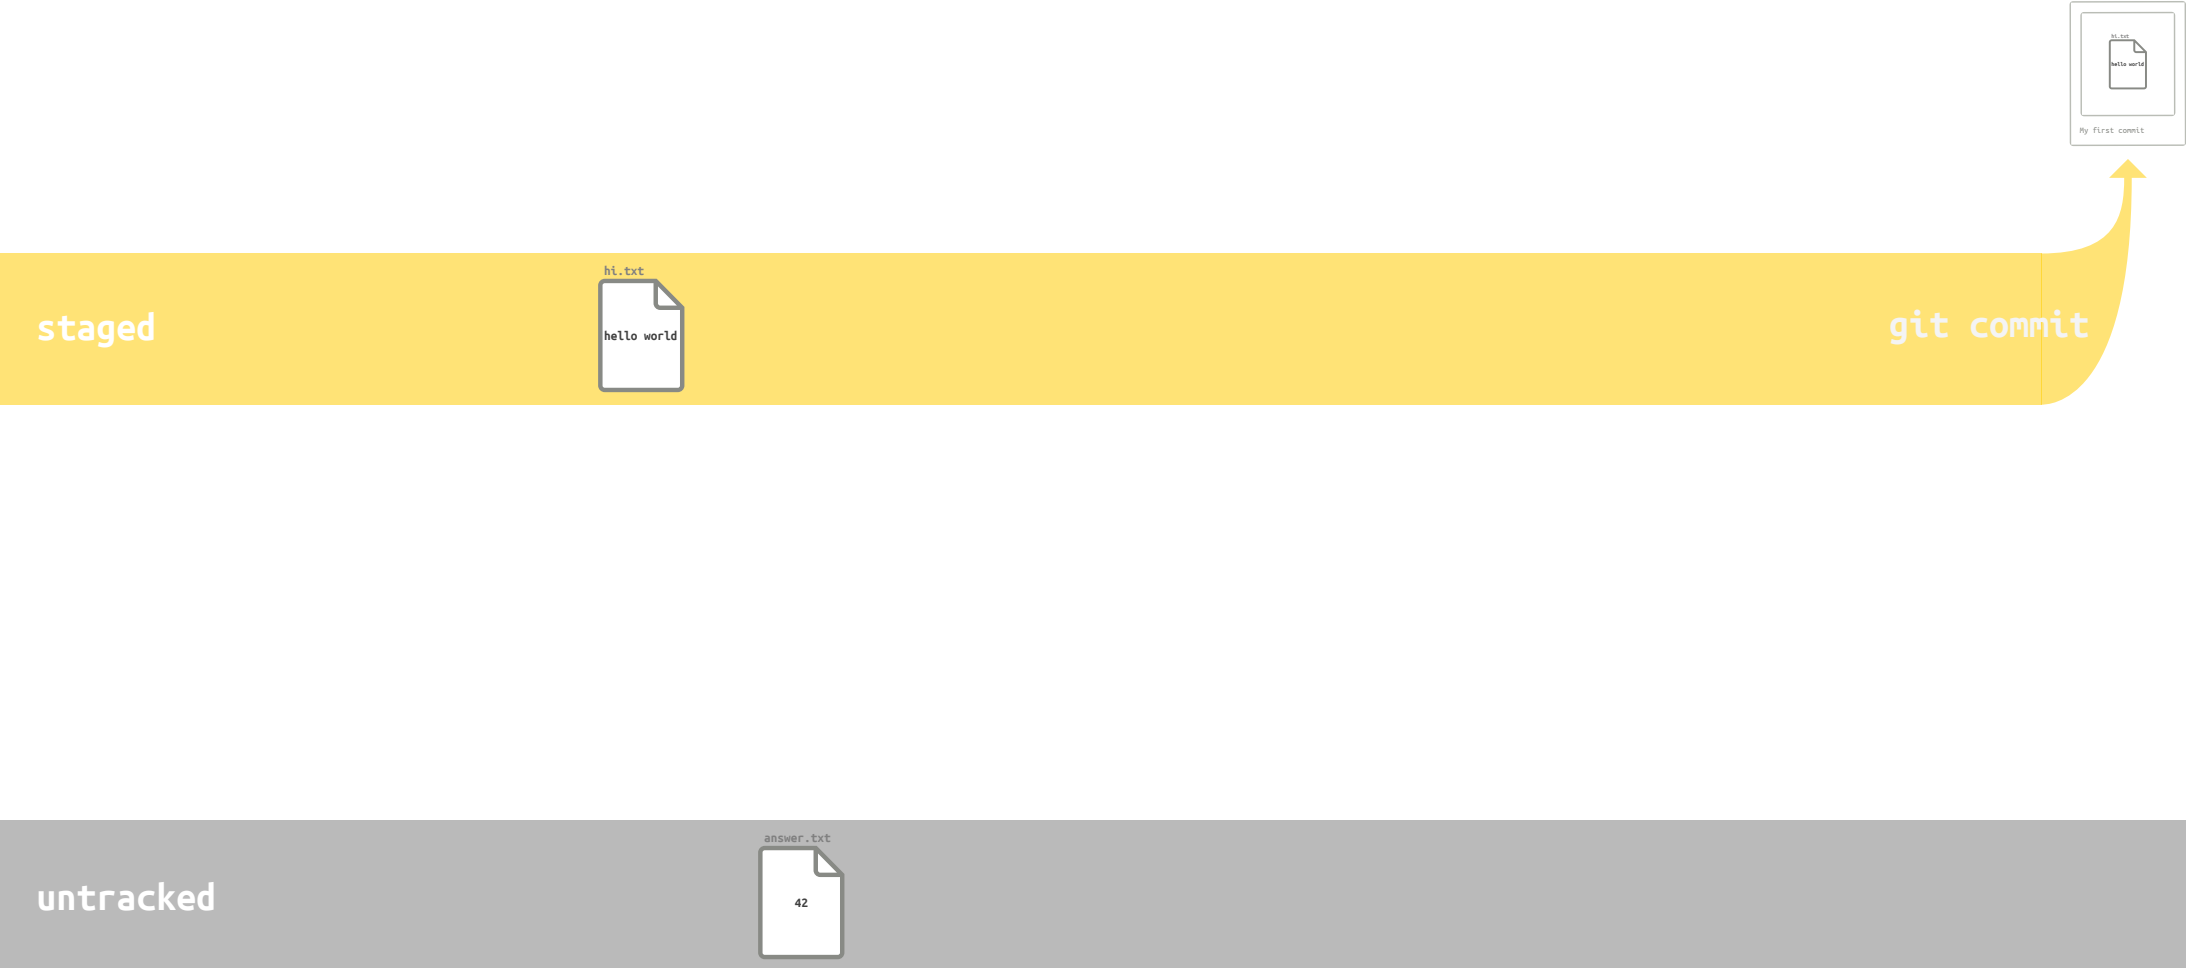 hi.txt
hello world
My first commit
hi.txt
staged
hello world
git commit
answer.txt
untracked
42